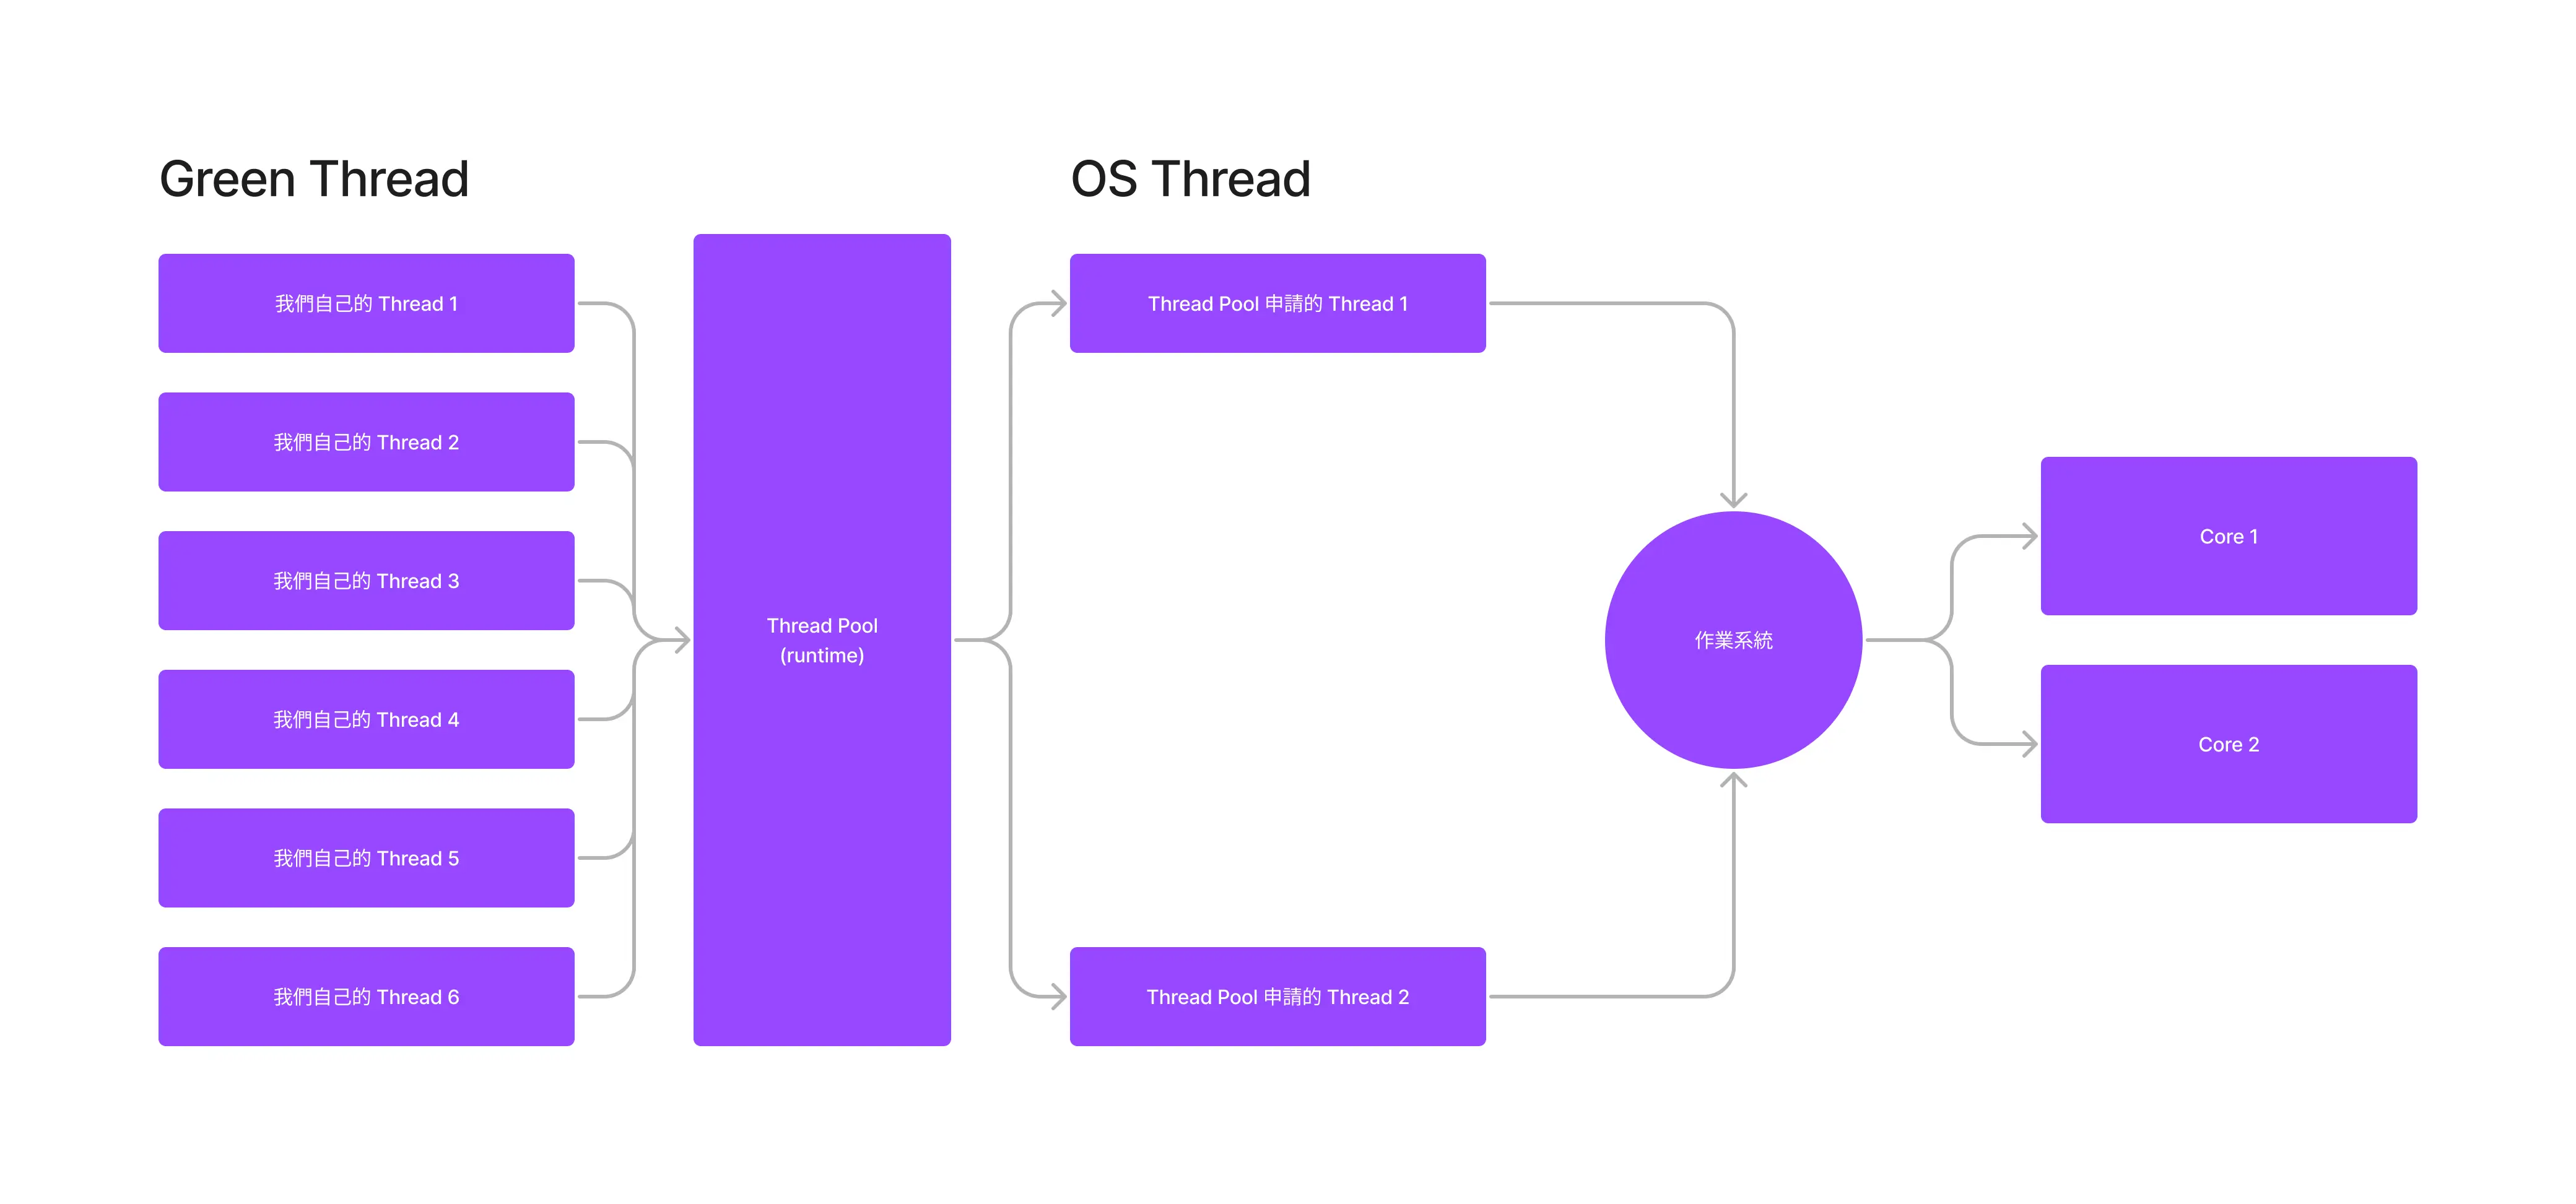 Green Thread
我們自己的 Thread 1
我們自己的 Thread 2
我們自己的 Thread 3
我們自己的 Thread 4
我們自己的 Thread 5
我們自己的 Thread 6
Thread Pool
(runtime)
OS Thread
Thread Pool 申請的 Thread 1
Thread Pool 申請的 Thread 2
作業系統
Core 1
Core 2